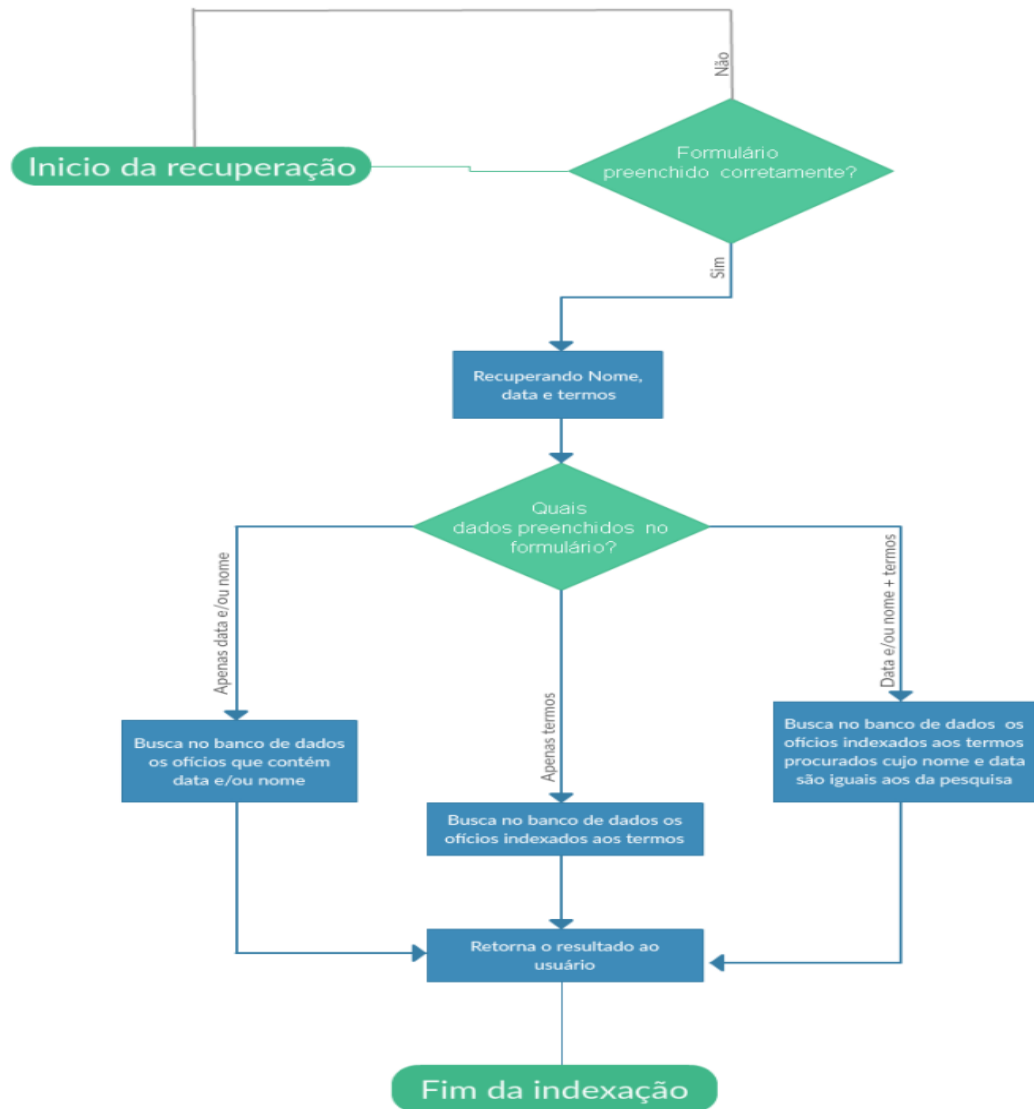 Não
Inicio da recuperação
Formulário
preenchido corretamente?
Sim
Recuperando Nome,
data e termos
Quais
dados preenchidos no
formulário?
Apenas data e/ou nome
Apenas termos
Data e/ou nome + termos
Busca no banco de dados
os ofícios que contém
data e/ou nome
Busca no banco de dados os
ofícios indexados aos termos
Busca no banco de dados os
ofícios indexados aos termos
procurados cujo nome e data
são iguais aos da pesquisa
Retorna o resultado ao
usuário
Fim da indexação